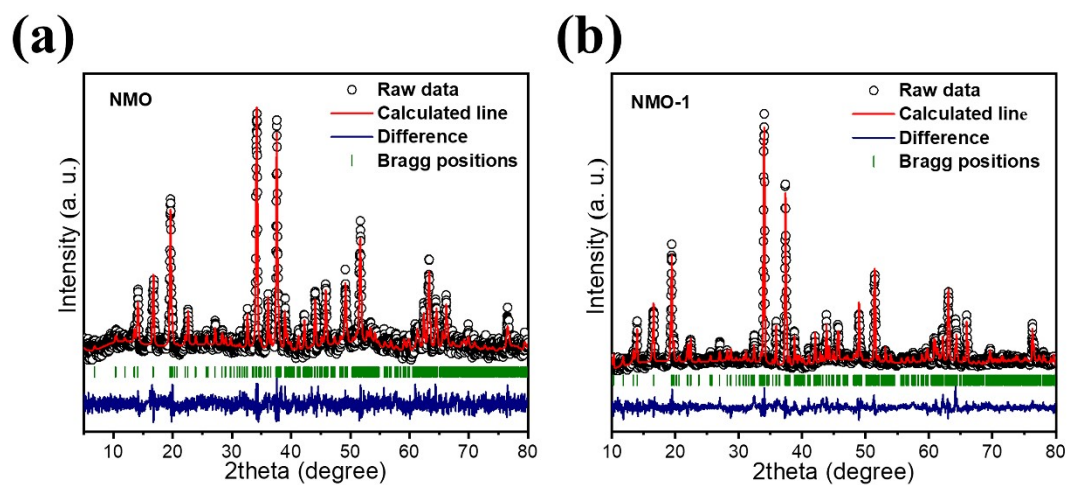 (a)
NMO
Raw data
Calculated line
Difference
Bragg positions
Intensity (a. u.)
10 20 30 40 50 60 70 80
2theta (degree)
(b)
NMO-1
Raw data
Calculated line
Difference
Bragg positions
Intensity (a. u.)
10 20 30 40 50 60 70 80
2theta (degree)